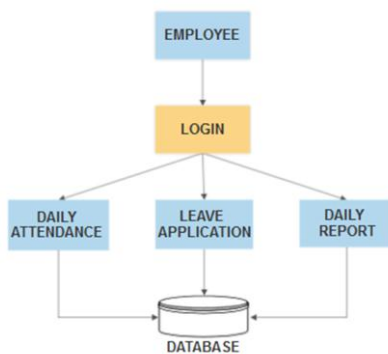 EMPLOYEE
LOGIN
DAILY
ATTENDANCE
LEAVE
APPLICATION
DAILY
REPORT
DATABASE